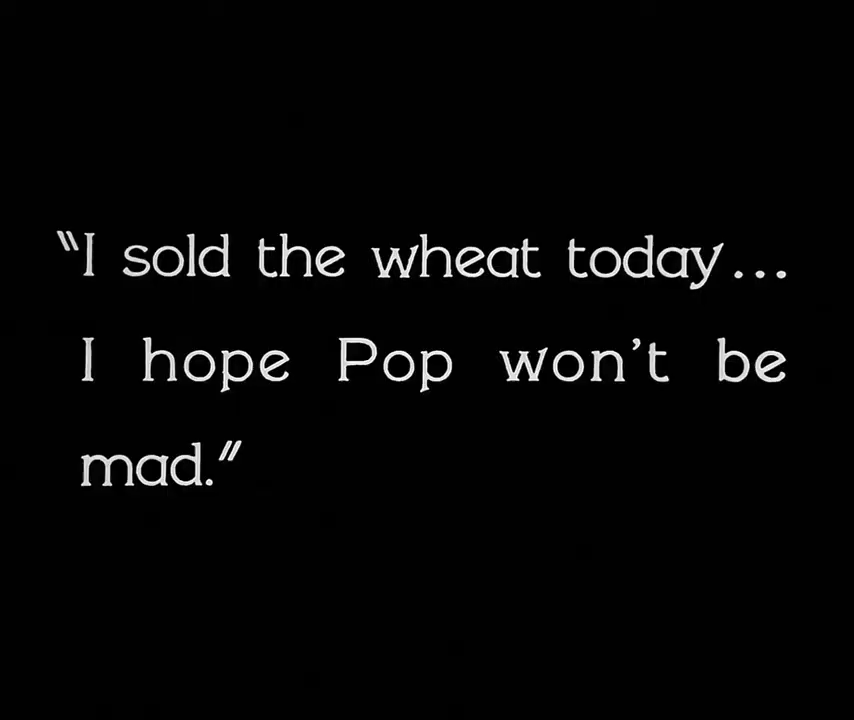 “I sold the wheat today...
I hope Pop won’t be
mad.”